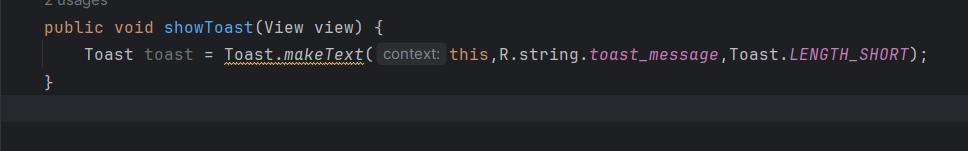 2 usages
public void showToast(View view) {
Toast toast = Toast.makeText( context: this,R.string.toast_message,Toast.LENGTH_SHORT);
}